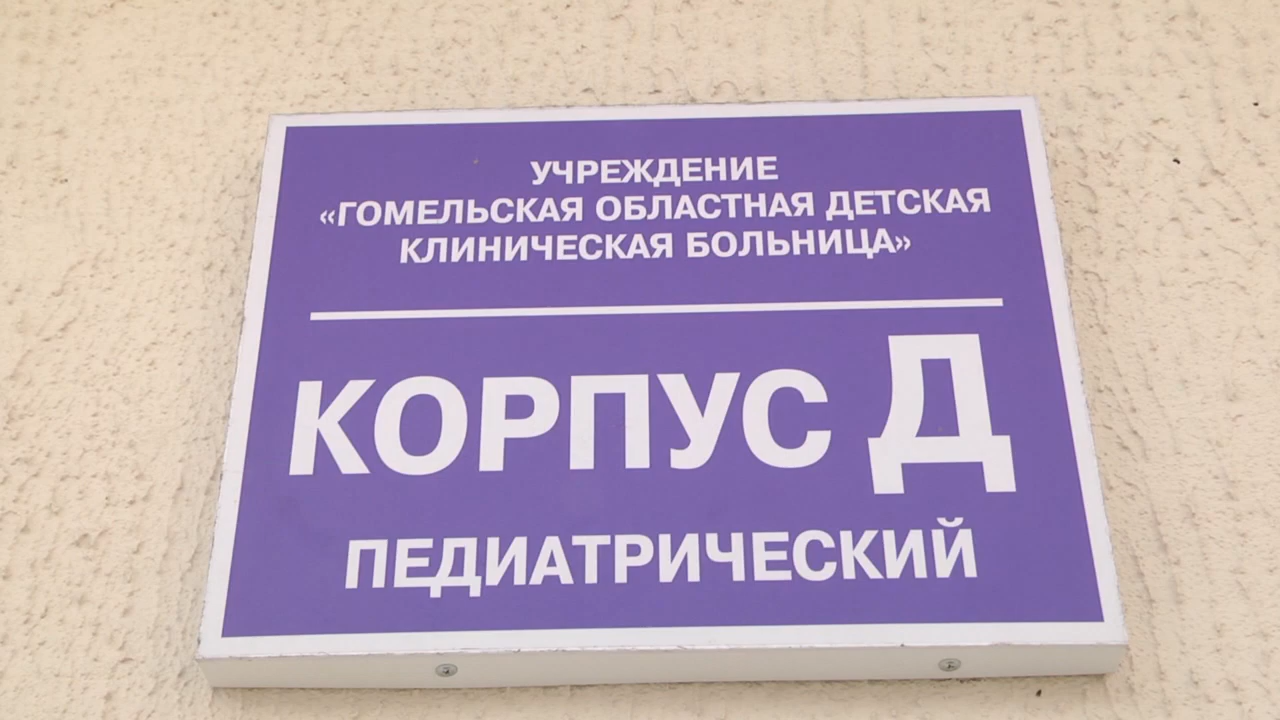 УЧРЕЖДЕНИЕ
«ГОМЕЛЬСКАЯ ОБЛАСТНАЯ ДЕТСКАЯ
КЛИНИЧЕСКАЯ БОЛЬНИЦА»
КОРПУС Д
ПЕДИАТРИЧЕСКИЙ